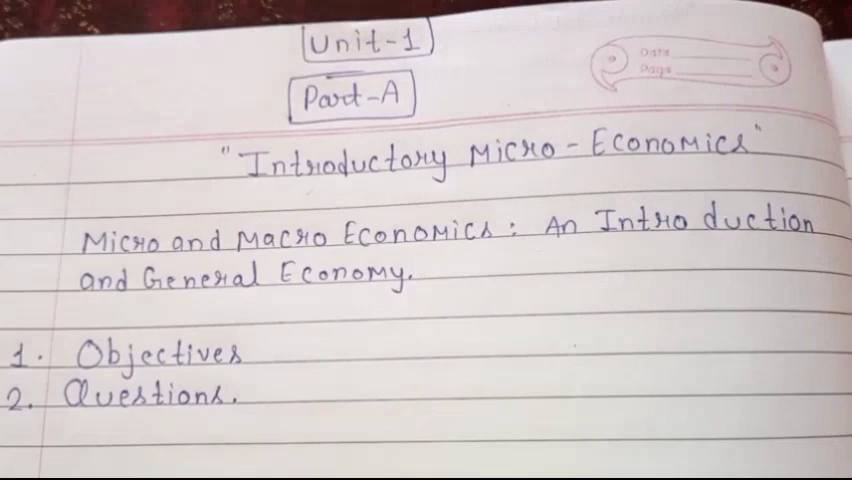 Unit-1
Date
Page
Part-A
"Introductory Micro-Economics"
Micro and Macro Economics: An Introduction
and General Economy.
1. Objectives
2. Questions.